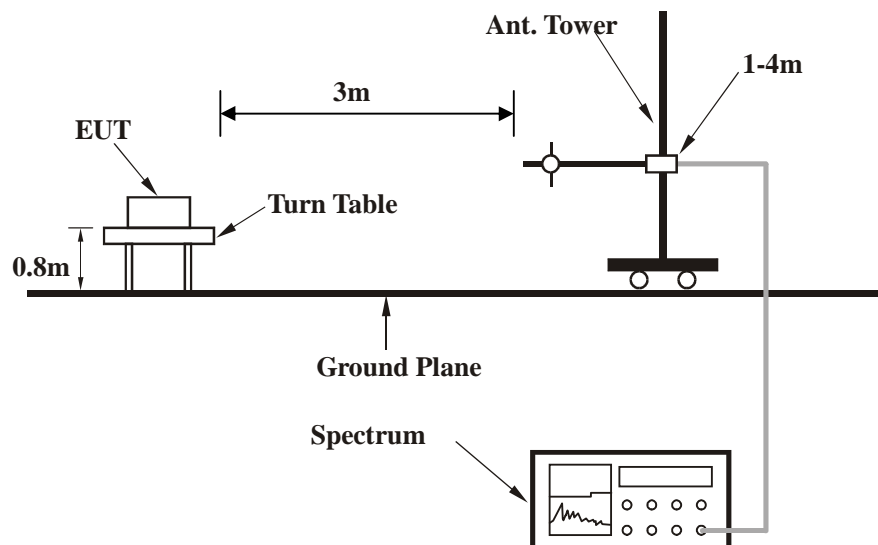 Ant. Tower
1-4m
3m
EUT
Turn Table
0.8m
Ground Plane
Spectrum